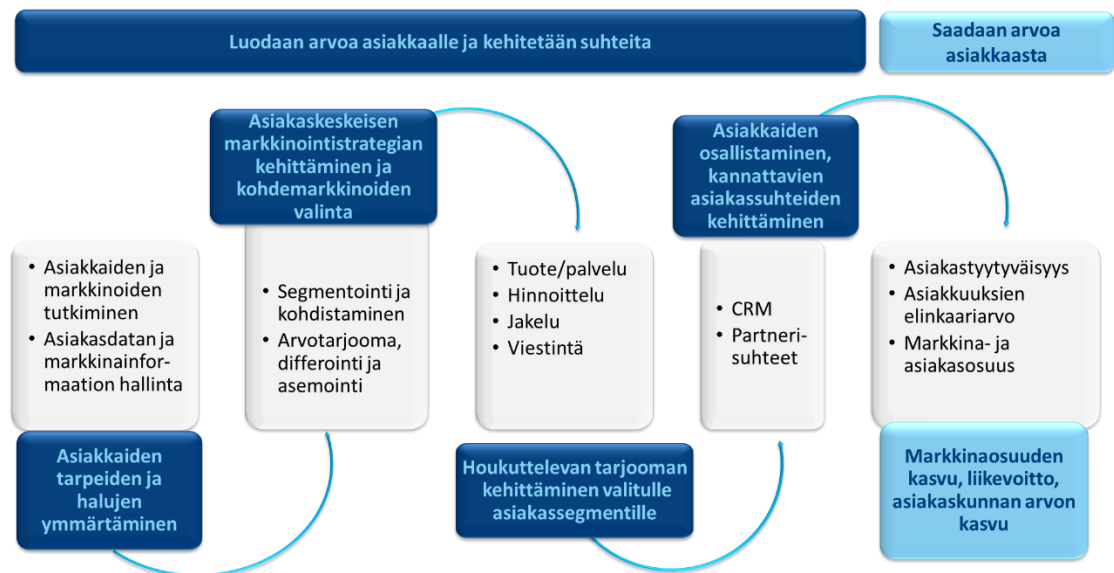 Luodaan arvoa asiakkaalle ja kehitetään suhteita
Saadaan arvoa
asiakkaasta
Asiakaskeskeisen
markkinointistrategian
kehittäminen ja
kohdemarkkinoiden
valinta
Asiakkaiden
osallistaminen,
kannattavien
asiakassuhteiden
kehittäminen
• Asiakkaiden ja
markkinoiden
tutkiminen
• Asiakasdatan ja
markkinainfor-
maation hallinta
• Segmentointi ja
kohdistaminen
• Arvotarjooma,
differointi ja
asemointi
• Tuote/palvelu
• Hinnoittelu
• Jakelu
• Viestintä
• CRM
• Partneri-
suhteet
• Asiakastyytyväisyys
• Asiakkuuksien
elinkaariarvo
• Markkina- ja
asiakasosuus
Asiakkaiden
tarpeiden ja
halujen
ymmärtäminen
Houkuttelevan tarjooman
kehittäminen valitulle
asiakassegmentille
Markkinaosuuden
kasvu, liikevoitto,
asiakaskunnan arvon
kasvu